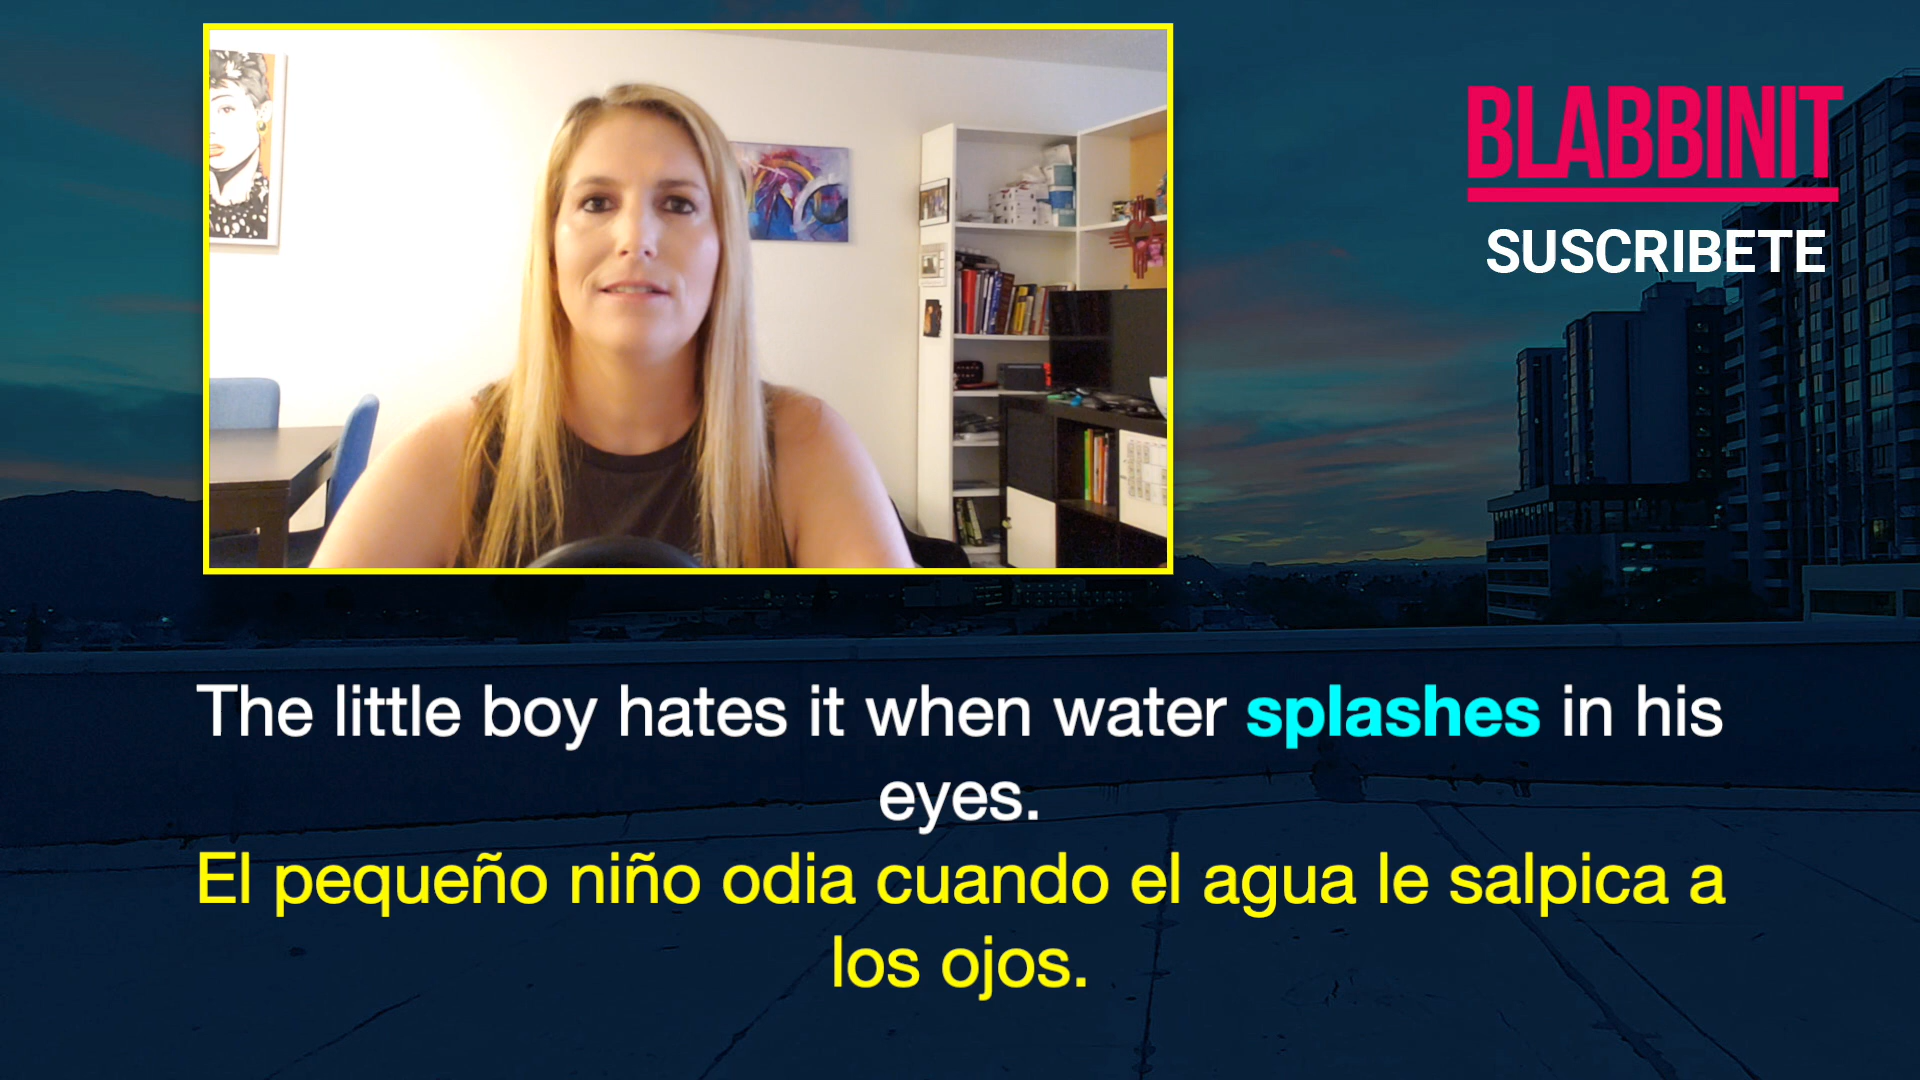 BLABBINIT
SUSCRIBETE
The little boy hates it when water splashes in his
eyes.
El pequeño niño odia cuando el agua le salpica a
los ojos.